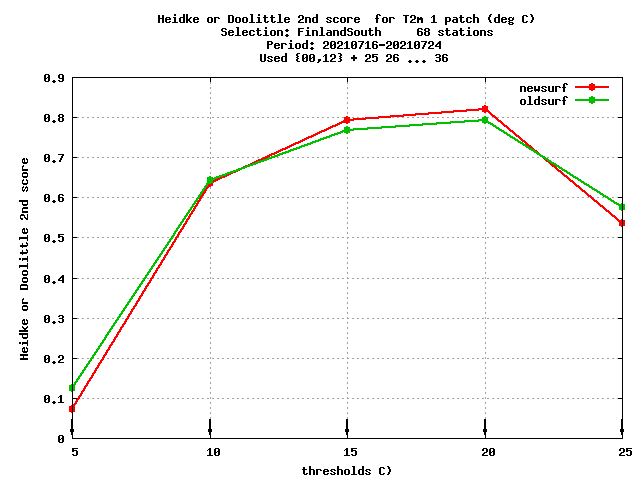 Heidke or Doolittle 2nd score  for T2m 1 patch (deg C)
Selection: FinlandSouth     68 stations
Period: 20210716-20210724
Used {00,12} + 25 26 ... 36
newsurf
oldsurf
Heidke or Doolittle 2nd score
0.9
0.8
0.7
0.6
0.5
0.4
0.3
0.2
0.1
0
5 10 15 20 25
thresholds C)